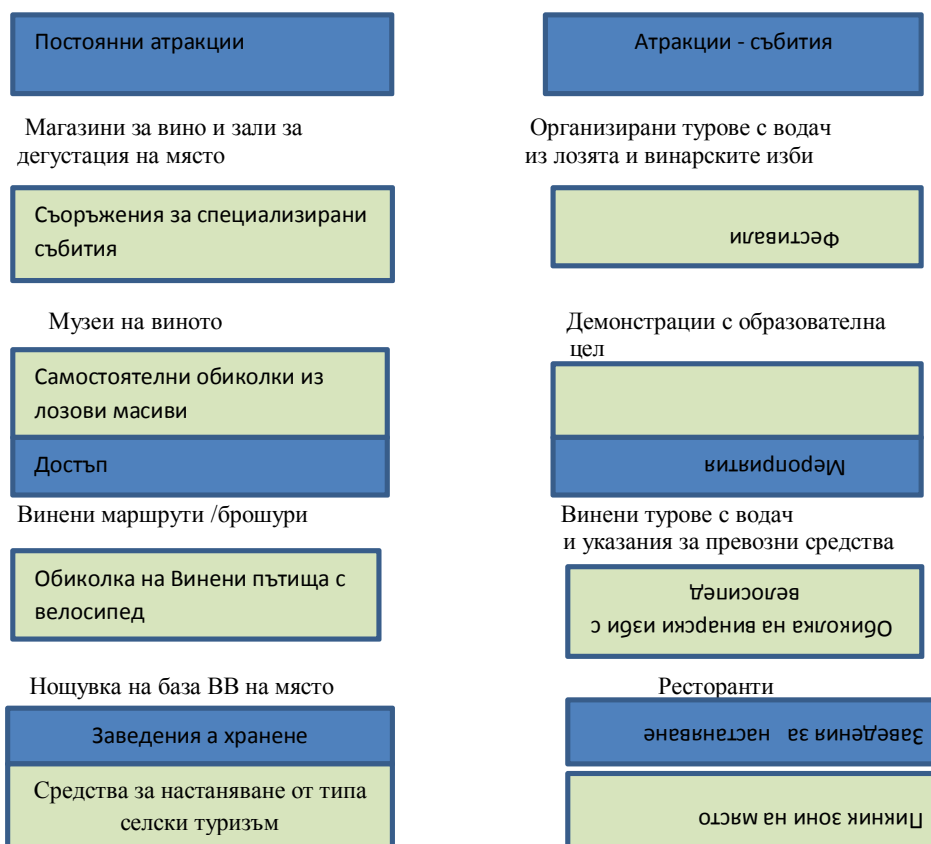 Постоянни атракции
Атракции - събития
Магазини за вино и зали за
дегустация на място
Организирани турове с водач
из лозята и винарските изби
Съоръжения за специализирани
събития
Фестивали
Музеи на виното
Демонстрации с образователна
цел
Самостоятелни обиколки из
лозови масиви
Достъп
Мероприятия
Винени маршрути /брошури
Винени турове с водач
и указания за превозни средства
Обиколка на Винени пътища с
велосипед
Обиколка на винарски изби с
велосипед
Нощувка на база ВВ на място
Ресторанти
Заведения а хранене
Заведения за настаняване
Средства за настаняване от типа
селски туризъм
Пикник зони на място